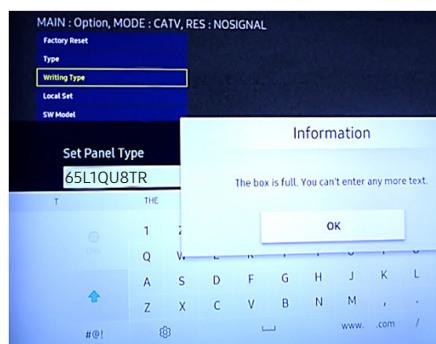 MAIN : Option, MODE : CATV, RES : NOSIGNAL
Factory Reset
Type
Writing Type
Local Set
SW Model
Set Panel Type
65L1QU8TR
Information
The box is full. You can't enter any more text.
OK
T THE
1
Q
A S D F G H J K L
Z X C V B N M , .
#@! www. .com /